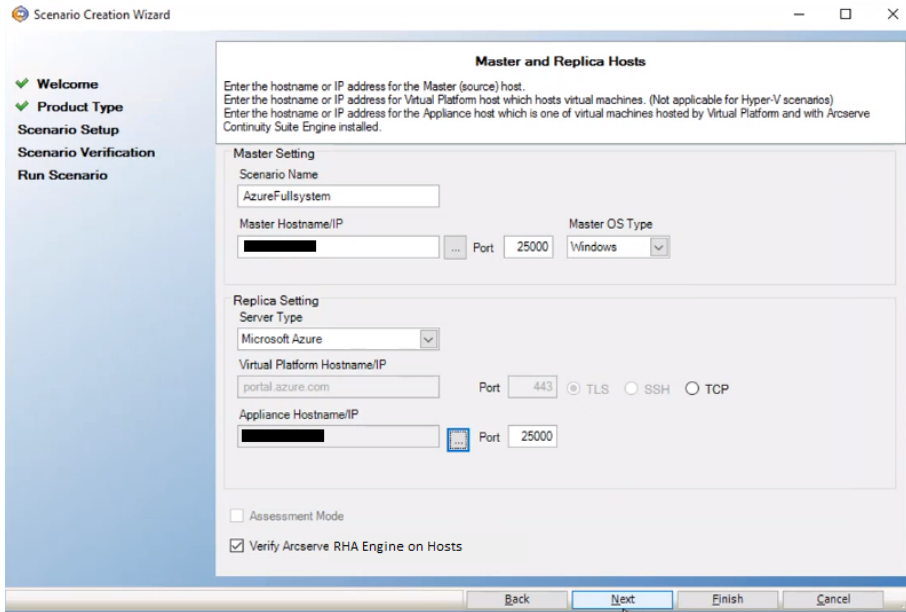 Scenario Creation Wizard
Welcome
Product Type
Scenario Setup
Scenario Verification
Run Scenario
Master and Replica Hosts
Enter the hostname or IP address for the Master (source) host.
Enter the hostname or IP address for Virtual Platform host which hosts virtual machines. (Not applicable for Hyper-V scenarios)
Enter the hostname or IP address for the Appliance host which is one of virtual machines hosted by Virtual Platform and with Arcserve
Continuity Suite Engine installed.
Master Setting
Scenario Name
AzureFullsystem
Master Hostname/IP Master OS Type
... Port 25000 Windows
Replica Setting
Server Type
Microsoft Azure
Virtual Platform Hostname/IP
portal.azure.com Port 443 TLS SSH TCP
Appliance Hostname/IP
... Port 25000
Assessment Mode
Verify Arcserve RHA Engine on Hosts
Back Next Finish Cancel